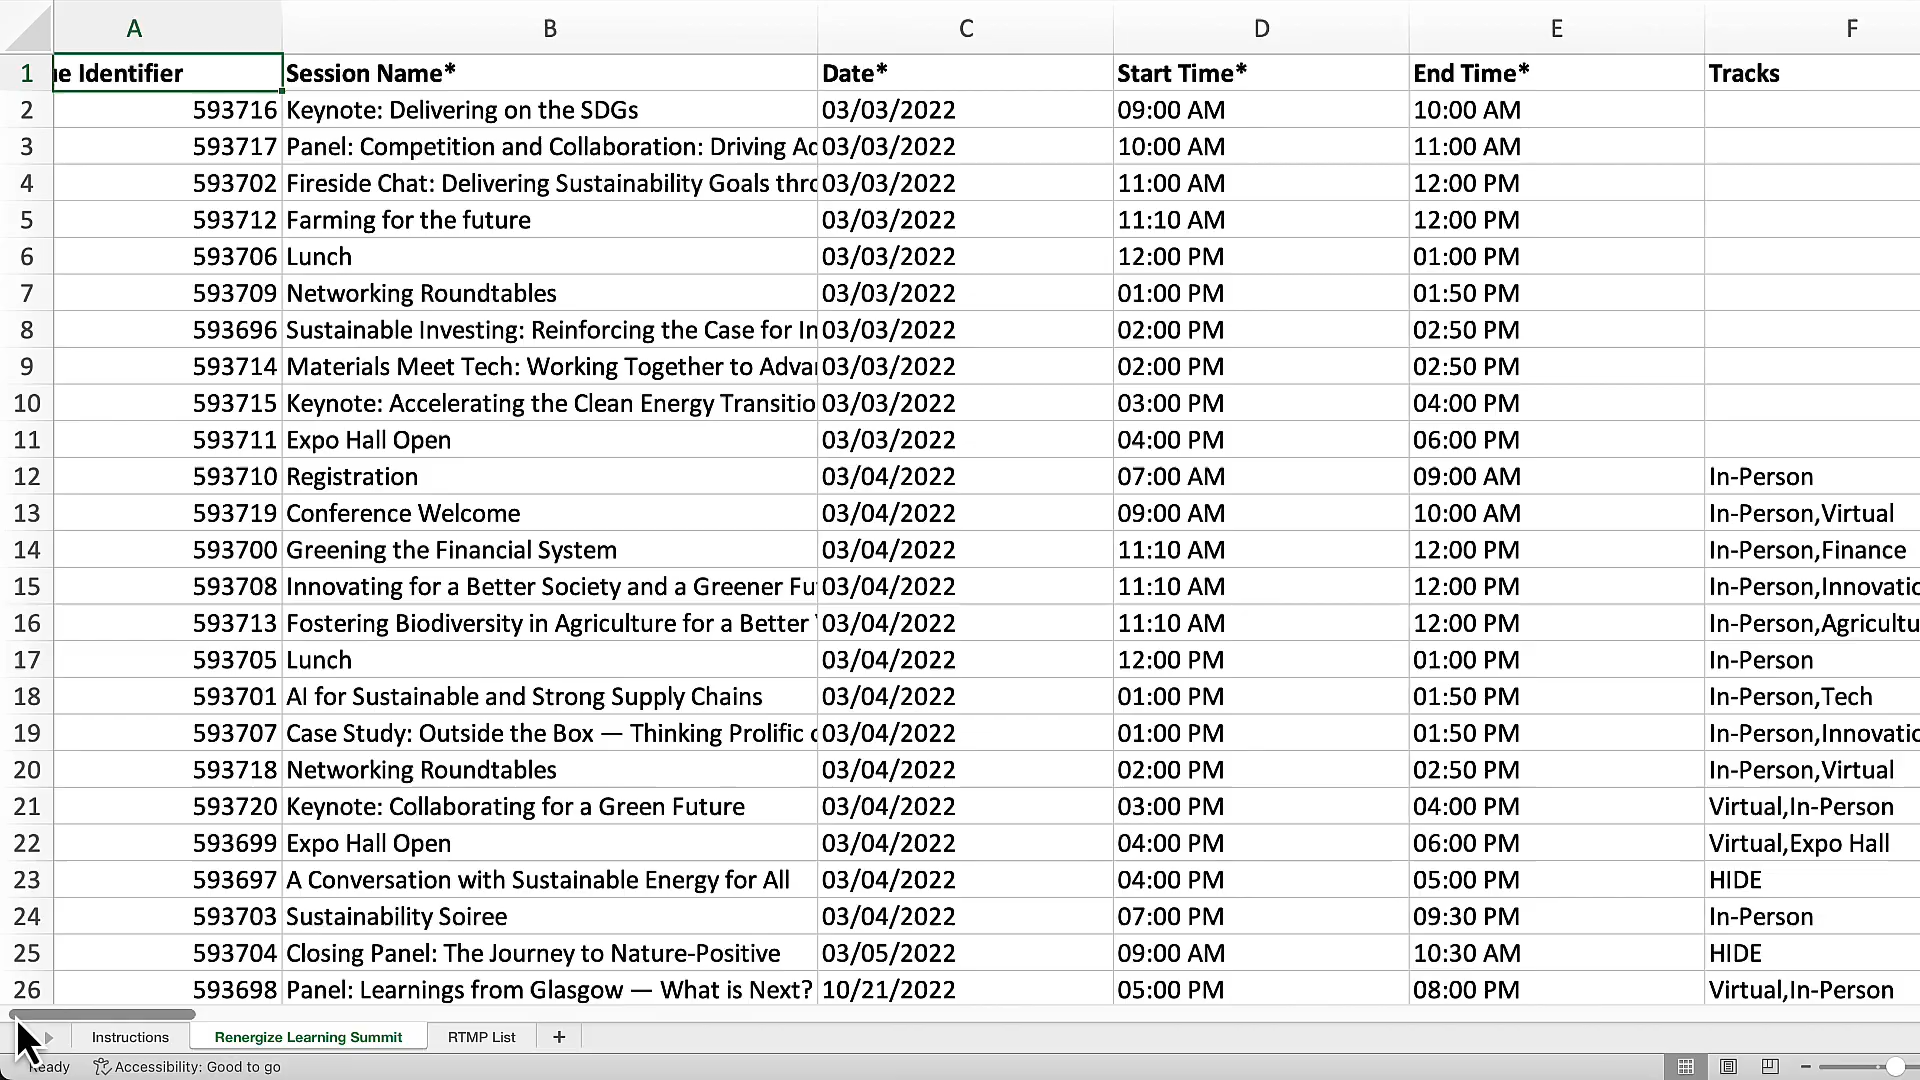 A B C D E F
1 ue Identifier Session Name* Date* Start Time* End Time* Tracks
2 593716 Keynote: Delivering on the SDGs 03/03/2022 09:00 AM 10:00 AM
3 593717 Panel: Competition and Collaboration: Driving Ac 03/03/2022 10:00 AM 11:00 AM
4 593702 Fireside Chat: Delivering Sustainability Goals thro 03/03/2022 11:00 AM 12:00 PM
5 593712 Farming for the future 03/03/2022 11:10 AM 12:00 PM
6 593706 Lunch 03/03/2022 12:00 PM 01:00 PM
7 593709 Networking Roundtables 03/03/2022 01:00 PM 01:50 PM
8 593696 Sustainable Investing: Reinforcing the Case for In 03/03/2022 02:00 PM 02:50 PM
9 593714 Materials Meet Tech: Working Together to Advan 03/03/2022 02:00 PM 02:50 PM
10 593715 Keynote: Accelerating the Clean Energy Transitio 03/03/2022 03:00 PM 04:00 PM
11 593711 Expo Hall Open 03/03/2022 04:00 PM 06:00 PM
12 593710 Registration 03/04/2022 07:00 AM 09:00 AM In-Person
13 593719 Conference Welcome 03/04/2022 09:00 AM 10:00 AM In-Person,Virtual
14 593700 Greening the Financial System 03/04/2022 11:10 AM 12:00 PM In-Person,Finance
15 593708 Innovating for a Better Society and a Greener Fu 03/04/2022 11:10 AM 12:00 PM In-Person,Innovatio
16 593713 Fostering Biodiversity in Agriculture for a Better 03/04/2022 11:10 AM 12:00 PM In-Person,Agricultu
17 593705 Lunch 03/04/2022 12:00 PM 01:00 PM In-Person
18 593701 AI for Sustainable and Strong Supply Chains 03/04/2022 01:00 PM 01:50 PM In-Person,Tech
19 593707 Case Study: Outside the Box — Thinking Prolific 03/04/2022 01:00 PM 01:50 PM In-Person,Innovatio
20 593718 Networking Roundtables 03/04/2022 02:00 PM 02:50 PM In-Person,Virtual
21 593720 Keynote: Collaborating for a Green Future 03/04/2022 03:00 PM 04:00 PM Virtual,In-Person
22 593699 Expo Hall Open 03/04/2022 04:00 PM 06:00 PM Virtual,Expo Hall
23 593697 A Conversation with Sustainable Energy for All 03/04/2022 04:00 PM 05:00 PM HIDE
24 593703 Sustainability Soiree 03/04/2022 07:00 PM 09:30 PM In-Person
25 593704 Closing Panel: The Journey to Nature-Positive 03/05/2022 09:00 AM 10:30 AM HIDE
26 593698 Panel: Learnings from Glasgow — What is Next? 10/21/2022 05:00 PM 08:00 PM Virtual,In-Person
Instructions Renergize Learning Summit RTMP List +
Ready Accessibility: Good to go